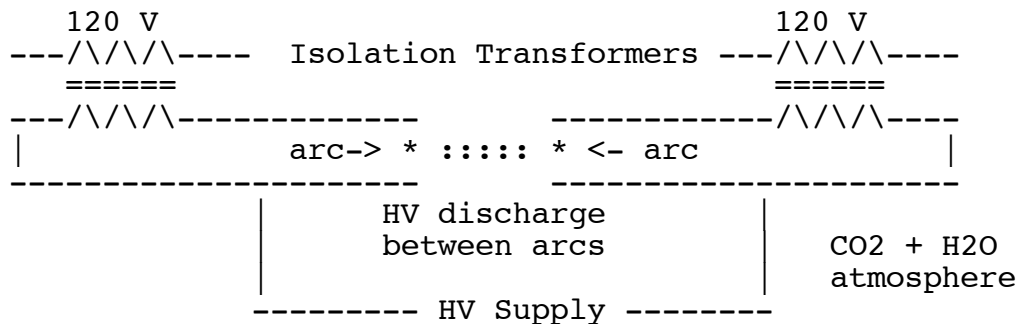 120 V 120 V
---/\/\/\---- Isolation Transformers ---/\/\/\----
====== ======
---/\/\/\------------- ------------/\/\/\----
| arc-> * ::::: * <- arc |
----------------------- -----------------------
| HV discharge |
| between arcs | CO2 + H2O
| | atmosphere
--------- HV Supply --------